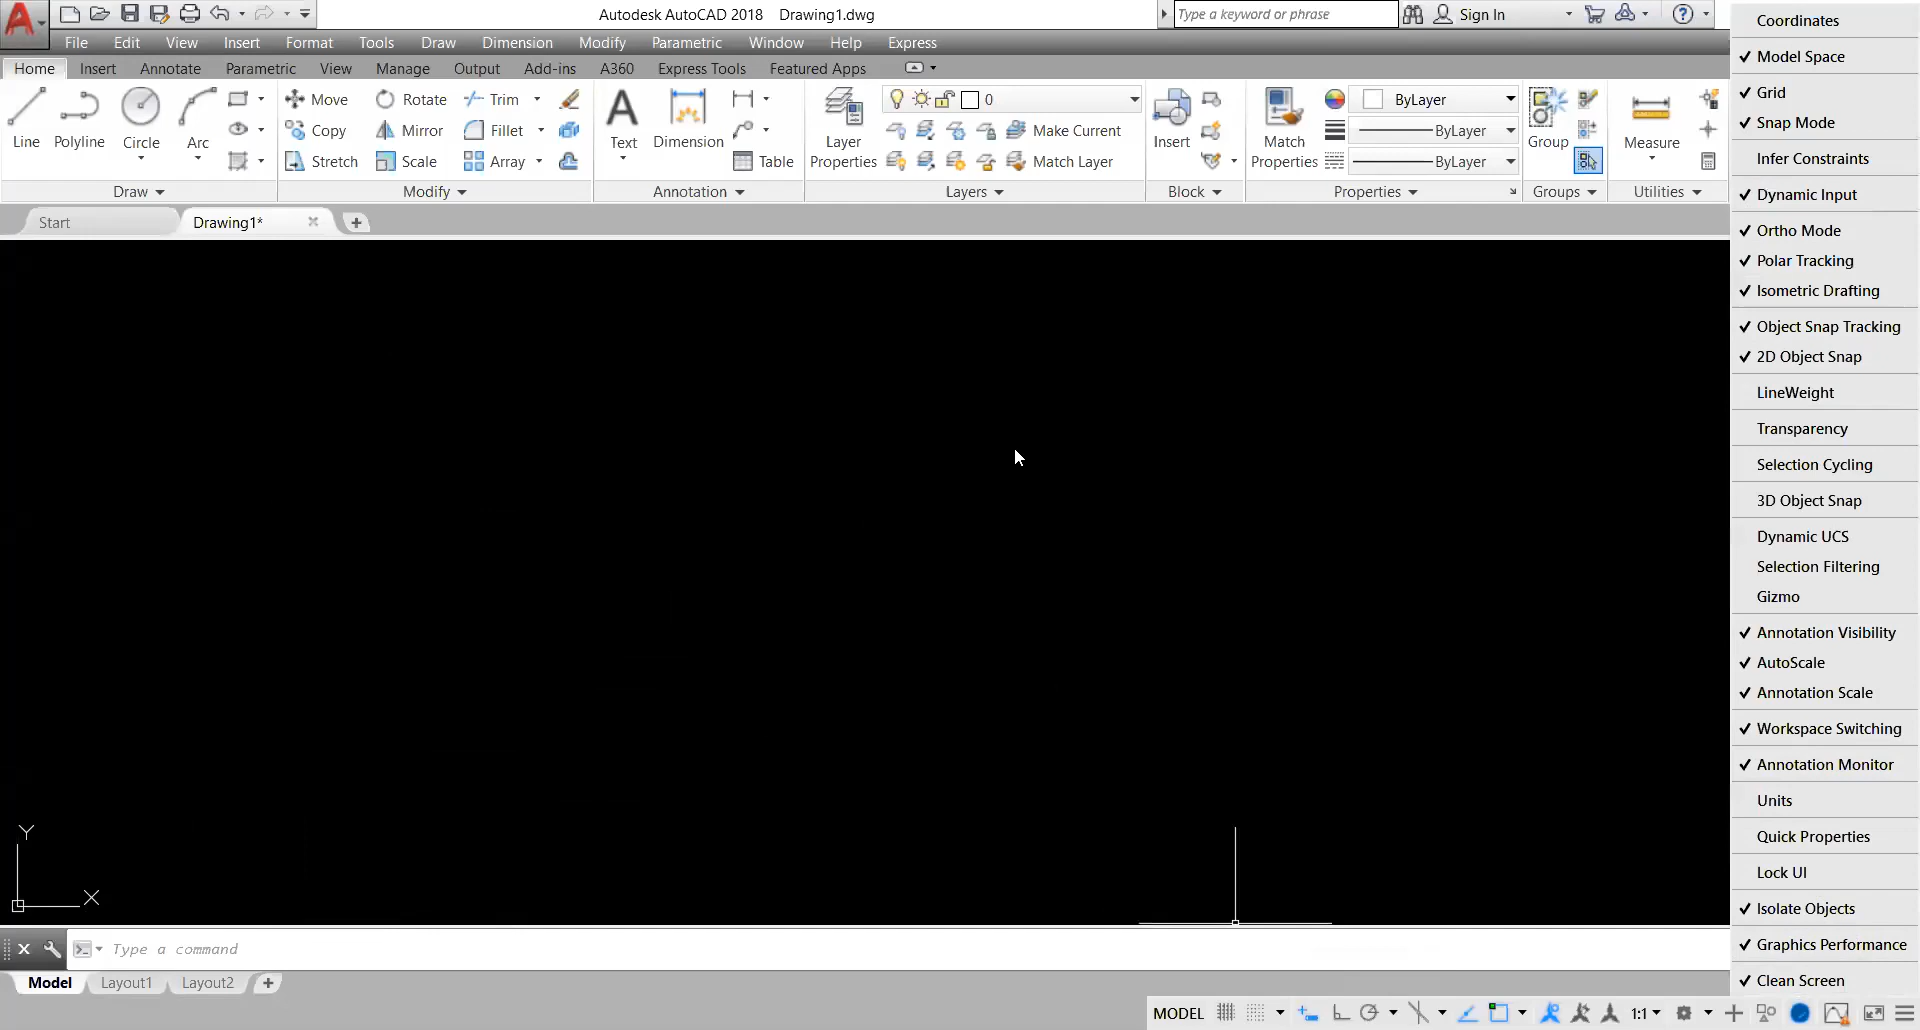 Autodesk AutoCAD 2018 Drawing1.dwg
Type a keyword or phrase
Sign In
File Edit View Insert Format Tools Draw Dimension Modify Parametric Window Help Express
Home Insert Annotate Parametric View Manage Output Add-ins A360 Express Tools Featured Apps
Line Polyline Circle Arc
Move Rotate Trim
Copy Mirror Fillet
Stretch Scale Array
Text Dimension Table
Layer Properties
0
Make Current
Match Layer
Insert
Match Properties
ByLayer
ByLayer
ByLayer
Group
Measure
Draw Modify Annotation Layers Block Properties Groups Utilities
Start Drawing1*
Coordinates
Model Space
Grid
Snap Mode
Infer Constraints
Dynamic Input
Ortho Mode
Polar Tracking
Isometric Drafting
Object Snap Tracking
2D Object Snap
LineWeight
Transparency
Selection Cycling
3D Object Snap
Dynamic UCS
Selection Filtering
Gizmo
Annotation Visibility
AutoScale
Annotation Scale
Workspace Switching
Annotation Monitor
Units
Quick Properties
Lock UI
Isolate Objects
Graphics Performance
Clean Screen
Y
X
Type a command
Model Layout1 Layout2
MODEL 1:1